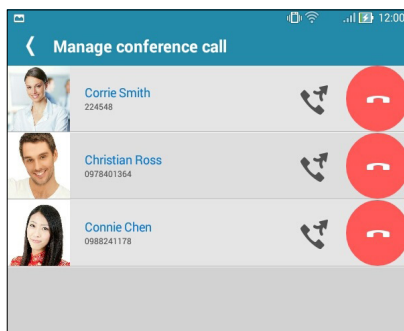 12:00
Manage conference call
Corrie Smith
224548
Christian Ross
0978401364
Connie Chen
0988241178